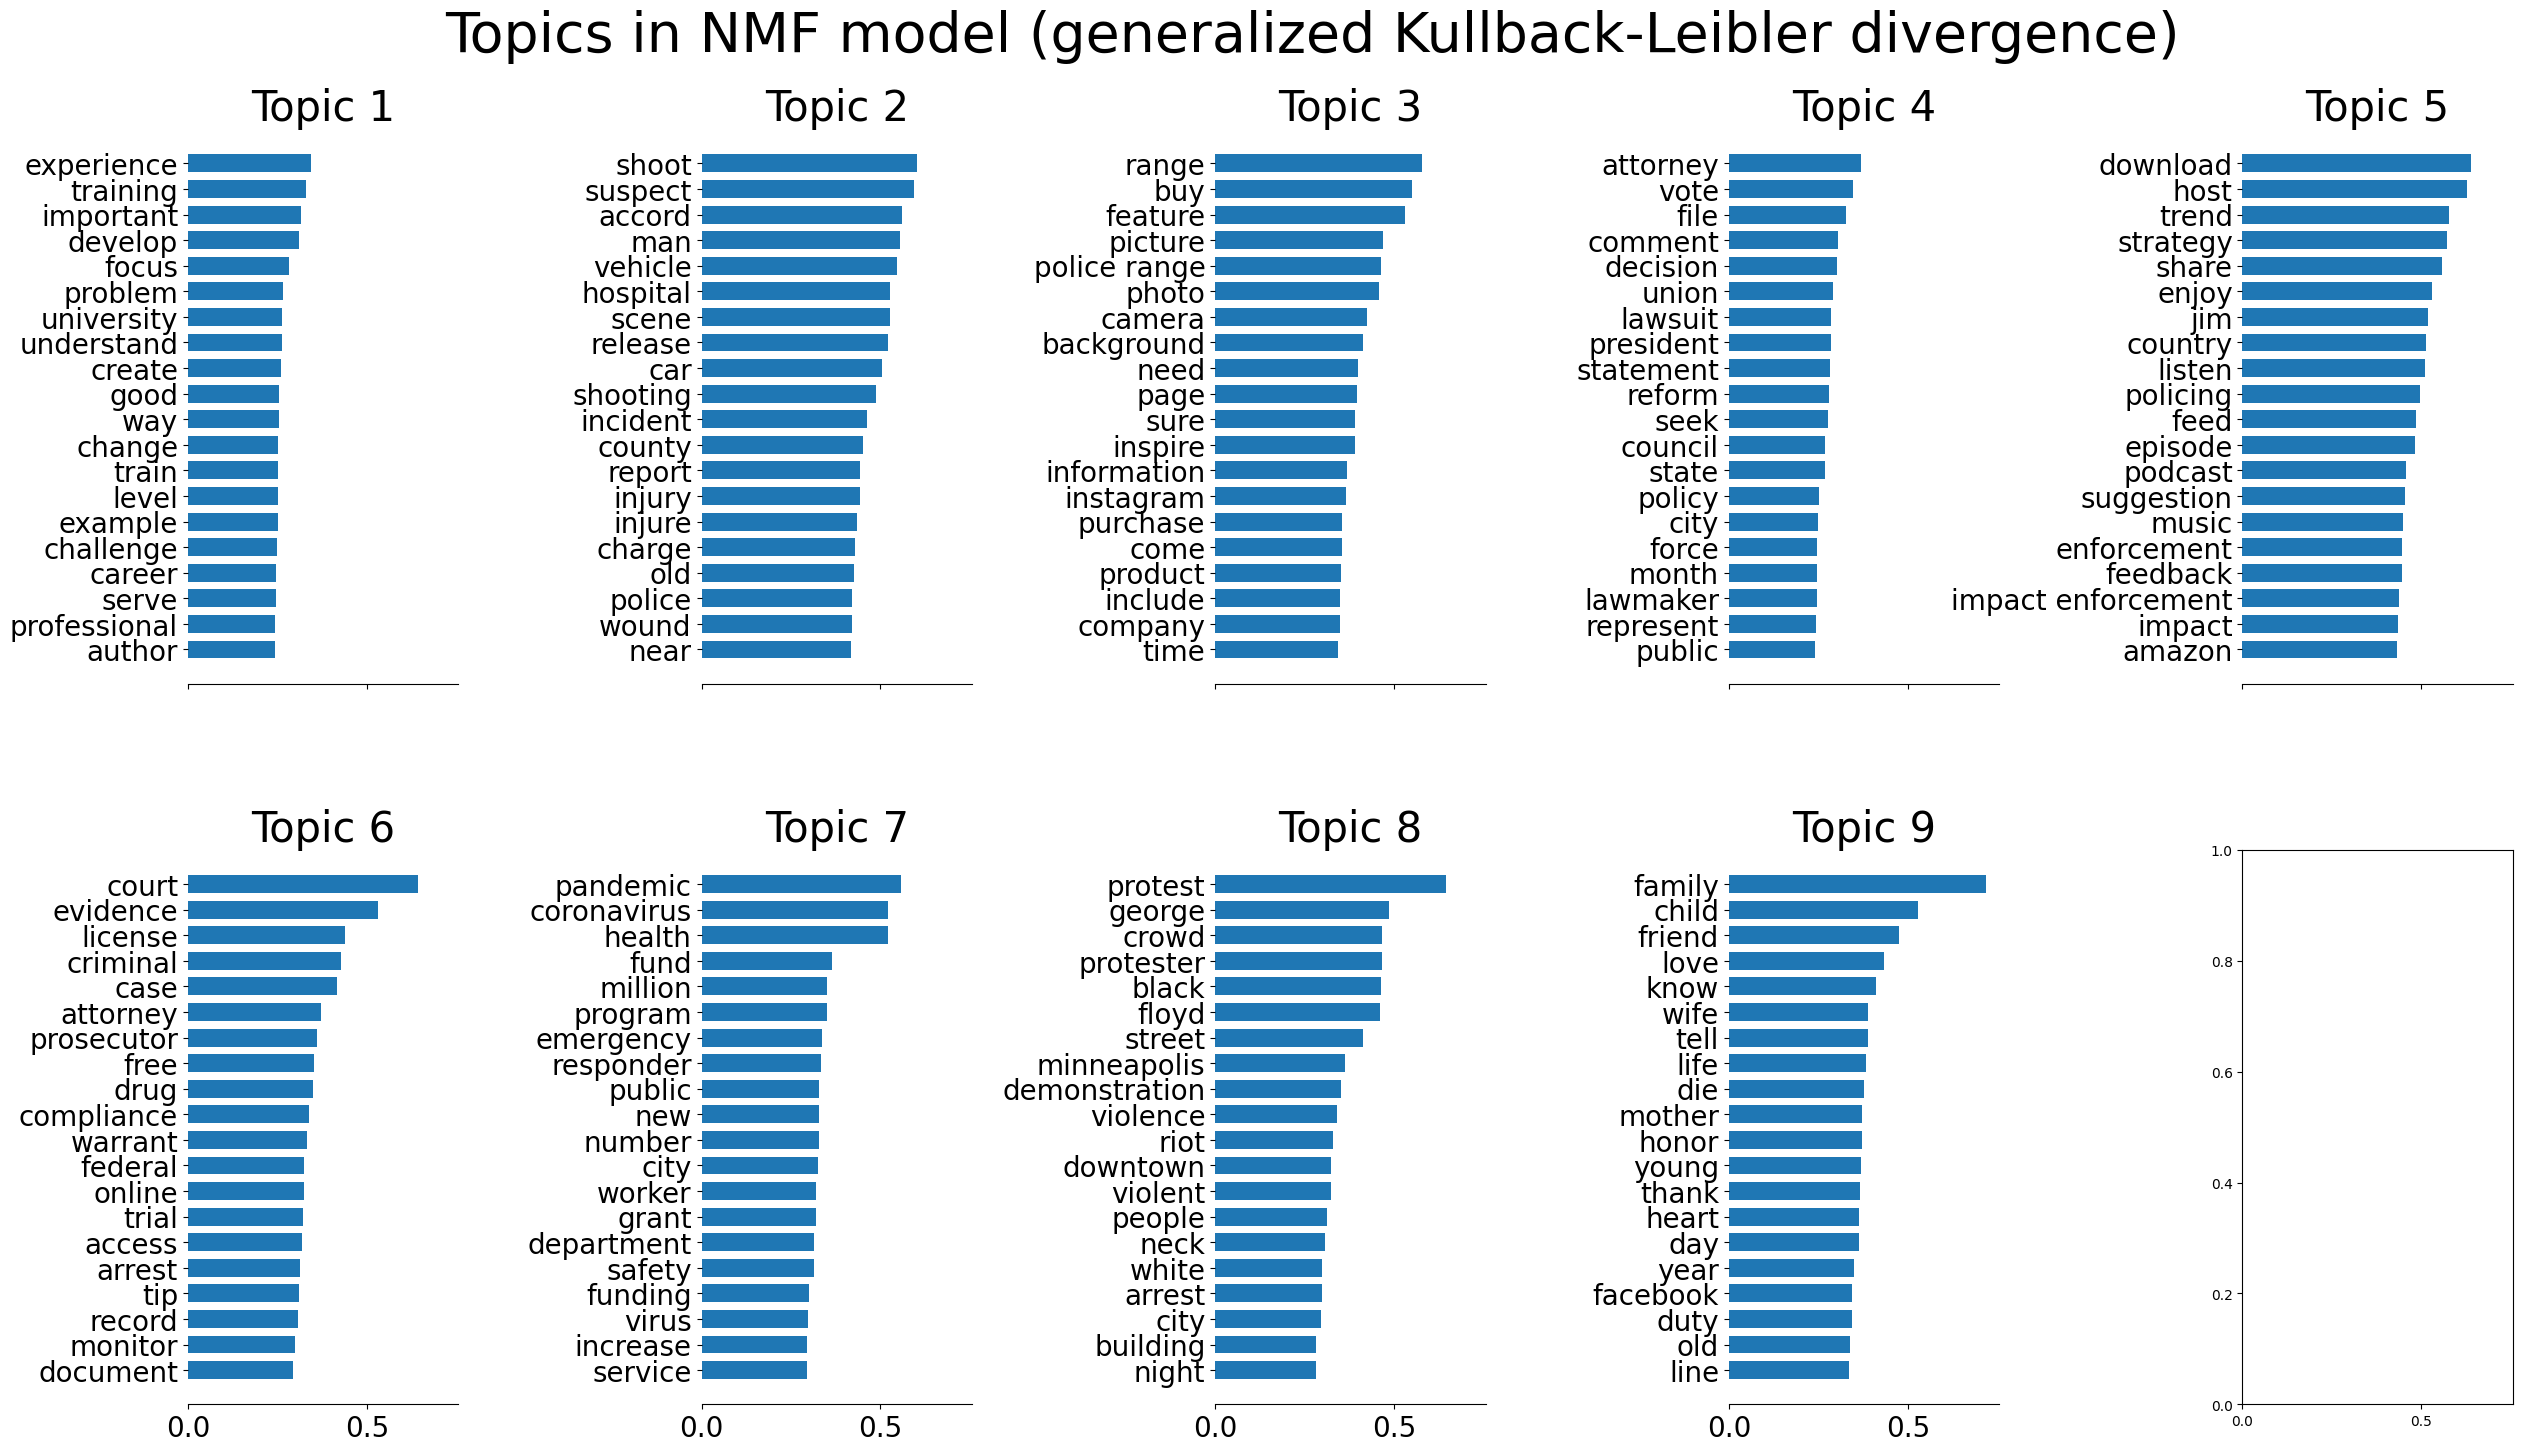 Topics in NMF model (generalized Kullback-Leibler divergence)
Topic 1
experience
training
important
develop
focus
problem
university
understand
create
good
way
change
train
level
example
challenge
career
serve
professional
author
Topic 2
shoot
suspect
accord
man
vehicle
hospital
scene
release
car
shooting
incident
county
report
injury
injure
charge
old
police
wound
near
Topic 3
range
buy
feature
picture
police range
photo
camera
background
need
page
sure
inspire
information
instagram
purchase
come
product
include
company
time
Topic 4
attorney
vote
file
comment
decision
union
lawsuit
president
statement
reform
seek
council
state
policy
city
force
month
lawmaker
represent
public
Topic 5
download
host
trend
strategy
share
enjoy
jim
country
listen
policing
feed
episode
podcast
suggestion
music
enforcement
feedback
impact enforcement
impact
amazon
Topic 6
court
evidence
license
criminal
case
attorney
prosecutor
free
drug
compliance
warrant
federal
online
trial
access
arrest
tip
record
monitor
document
0.0 0.5
Topic 7
pandemic
coronavirus
health
fund
million
program
emergency
responder
public
new
number
city
worker
grant
department
safety
funding
virus
increase
service
0.0 0.5
Topic 8
protest
george
crowd
protester
black
floyd
street
minneapolis
demonstration
violence
riot
downtown
violent
people
neck
white
arrest
city
building
night
0.0 0.5
Topic 9
family
child
friend
love
know
wife
tell
life
die
mother
honor
young
thank
heart
day
year
facebook
duty
old
line
0.0 0.5
1.0
0.8
0.6
0.4
0.2
0.0
0.0 0.5